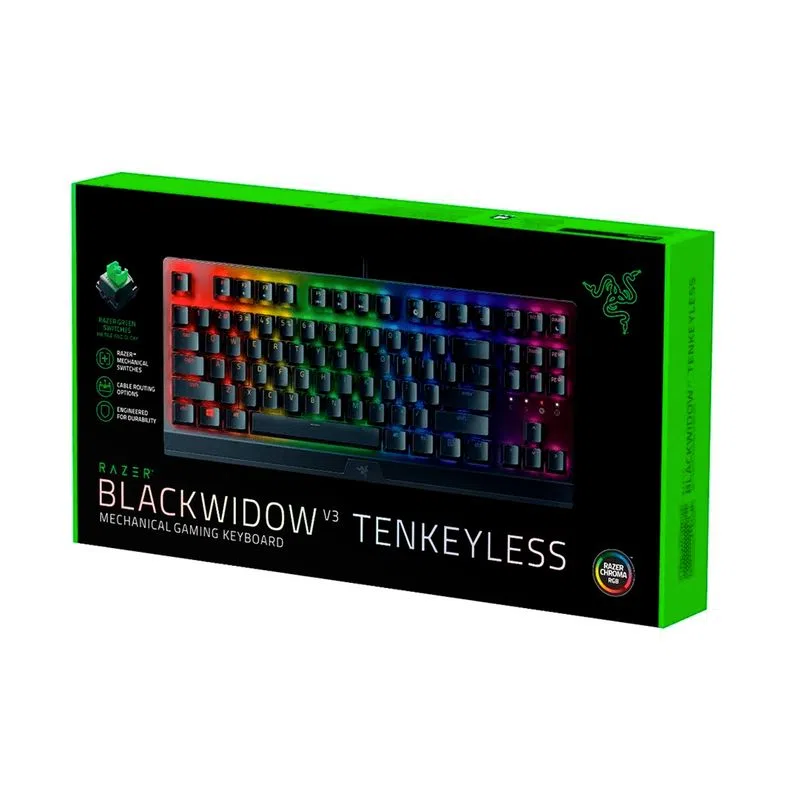 RAZER GREEN
SWITCHES
RAZER™
MECHANICAL
SWITCHES
CABLE ROUTING
OPTIONS
ENGINEERED
FOR DURABILITY
RAZER
BLACKWIDOW V3 TENKEYLESS
MECHANICAL GAMING KEYBOARD
RAZER
CHROMA
RGB
BLACKWIDOW V3 TENKEYLESS